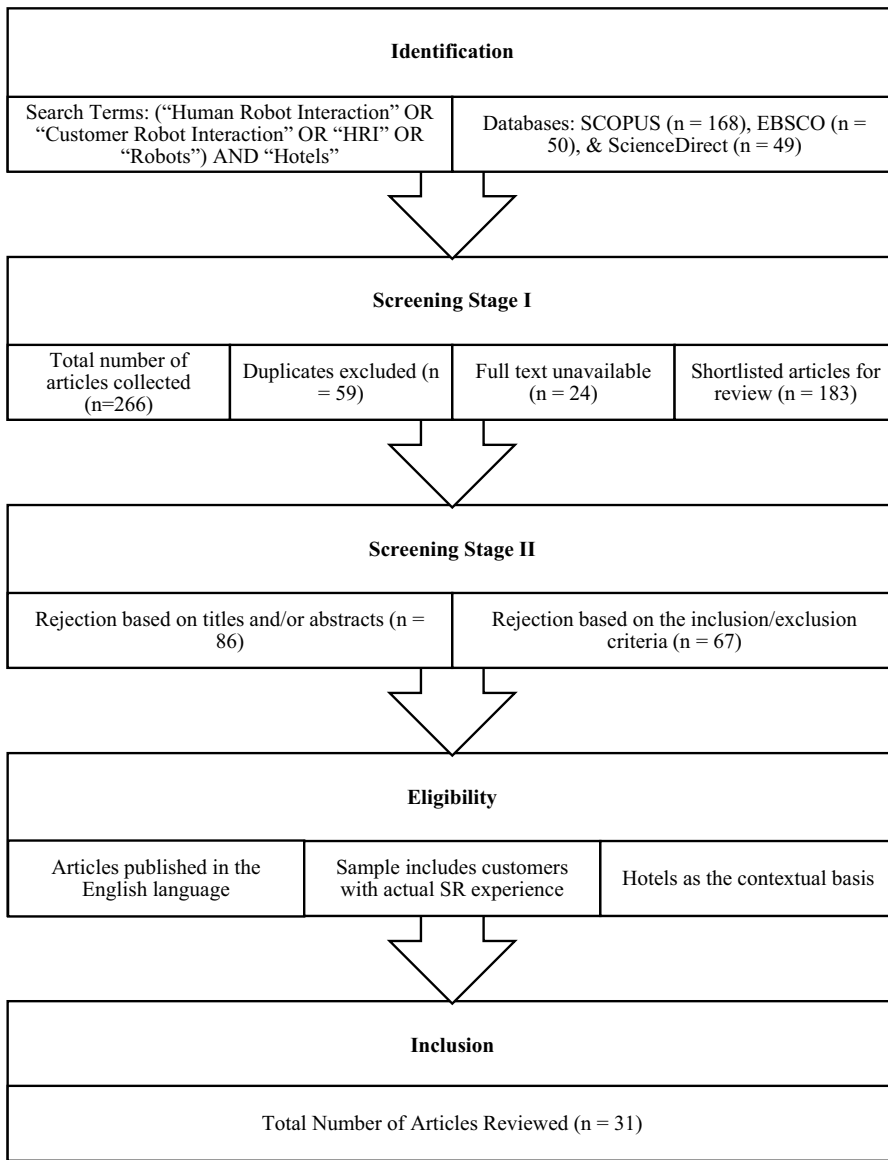 Identification
Search Terms: (“Human Robot Interaction” OR
“Customer Robot Interaction” OR “HRI” OR
“Robots”) AND “Hotels”
Databases: SCOPUS (n = 168), EBSCO (n =
50), & ScienceDirect (n = 49)
Screening Stage I
Total number of
articles collected
(n=266)
Duplicates excluded (n
= 59)
Full text unavailable
(n = 24)
Shortlisted articles for
review (n = 183)
Screening Stage II
Rejection based on titles and/or abstracts (n =
86)
Rejection based on the inclusion/exclusion
criteria (n = 67)
Eligibility
Articles published in the
English language
Sample includes customers
with actual SR experience
Hotels as the contextual basis
Inclusion
Total Number of Articles Reviewed (n = 31)